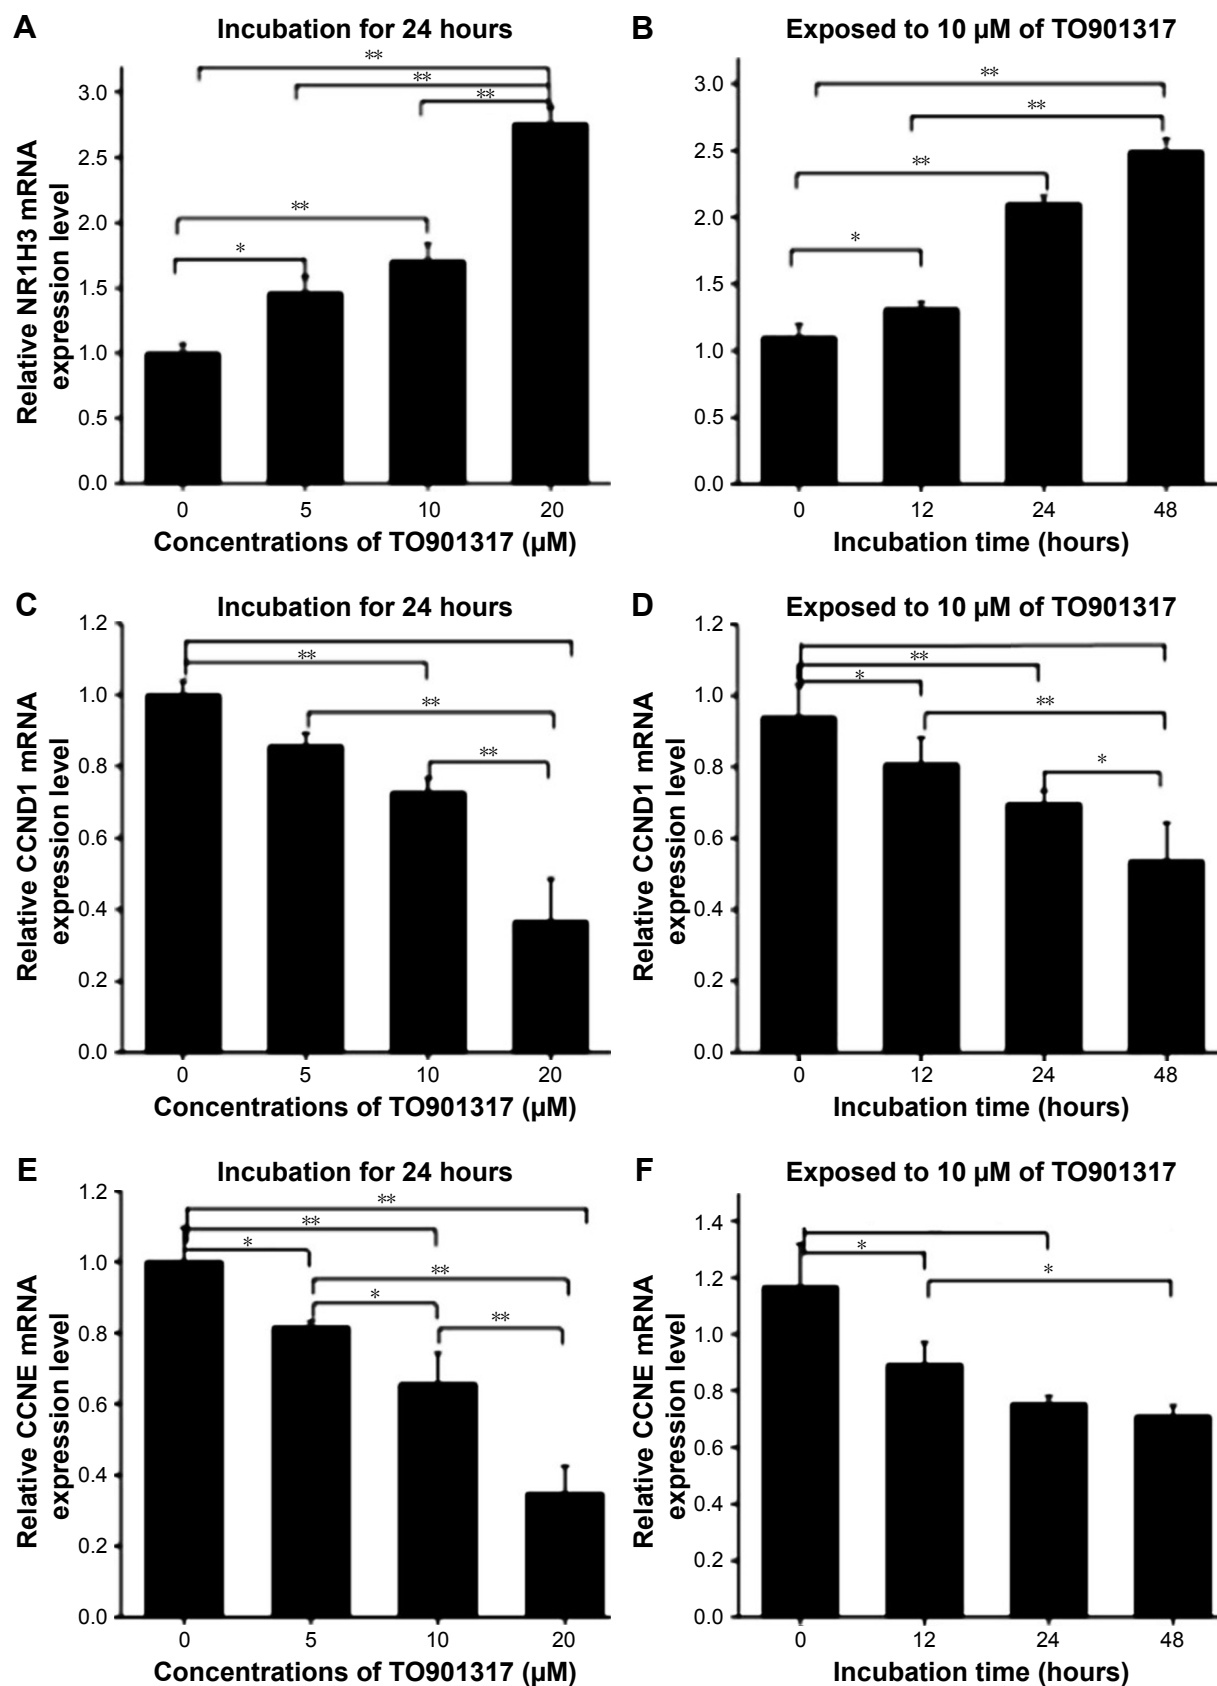 A
Incubation for 24 hours
**
**
**
**
*
Relative NR1H3 mRNA
expression level
3.0
2.5
2.0
1.5
1.0
0.5
0.0
0 5 10 20
Concentrations of TO901317 (µM)
B
Exposed to 10 µM of TO901317
**
**
**
*
3.0
2.5
2.0
1.5
1.0
0.5
0.0
0 12 24 48
Incubation time (hours)
C
Incubation for 24 hours
**
**
**
Relative CCND1 mRNA
expression level
1.2
1.0
0.8
0.6
0.4
0.2
0.0
0 5 10 20
Concentrations of TO901317 (µM)
D
Exposed to 10 µM of TO901317
**
*
**
*
Relative CCND1 mRNA
expression level
1.2
1.0
0.8
0.6
0.4
0.2
0.0
0 12 24 48
Incubation time (hours)
E
Incubation for 24 hours
**
**
*
**
*
**
Relative CCNE mRNA
expression level
1.2
1.0
0.8
0.6
0.4
0.2
0.0
0 5 10 20
Concentrations of TO901317 (µM)
F
Exposed to 10 µM of TO901317
*
*
Relative CCNE mRNA
expression level
1.4
1.2
1.0
0.8
0.6
0.4
0.2
0.0
0 12 24 48
Incubation time (hours)